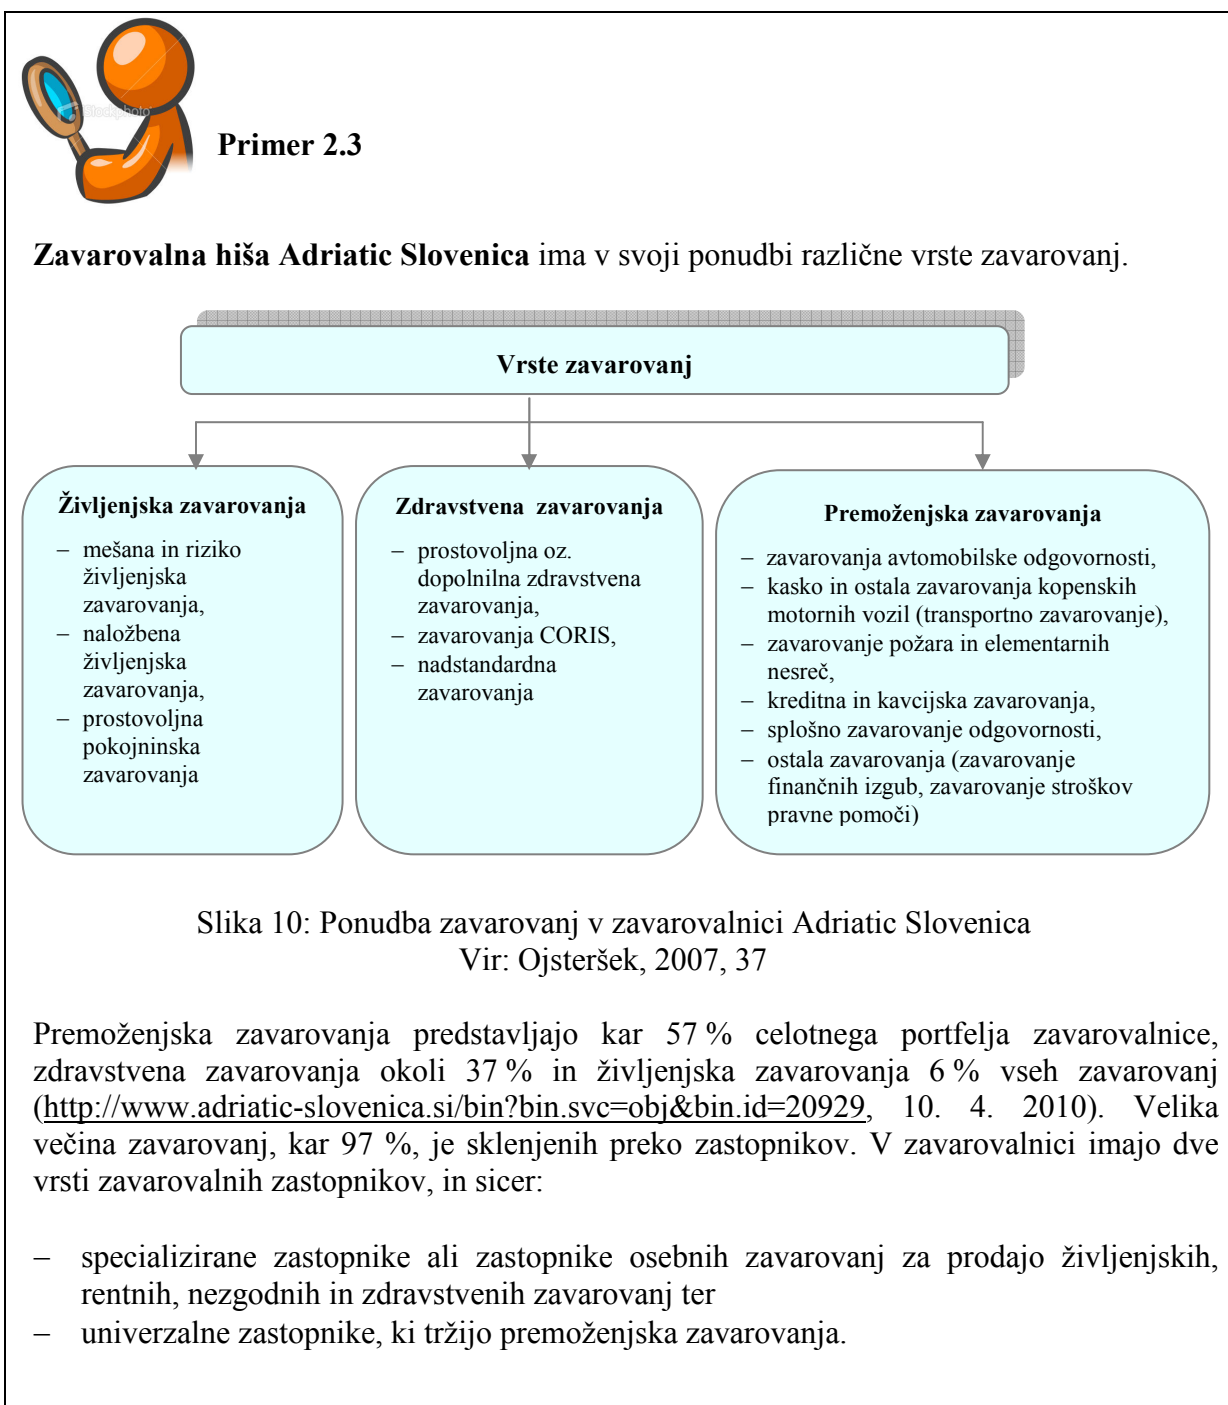 iStockphoto
Primer 2.3
Zavarovalna hiša Adriatic Slovenica ima v svoji ponudbi različne vrste zavarovanj.
Vrste zavarovanj
Življenjska zavarovanja
– mešana in riziko
življenjska
zavarovanja,
– naložbena
življenjska
zavarovanja,
– prostovoljna
pokojninska
zavarovanja
Zdravstvena zavarovanja
– prostovoljna oz.
dopolnilna zdravstvena
zavarovanja,
– zavarovanja CORIS,
– nadstandardna
zavarovanja
Premoženjska zavarovanja
– zavarovanja avtomobilske odgovornosti,
– kasko in ostala zavarovanja kopenskih
motornih vozil (transportno zavarovanje),
– zavarovanje požara in elementarnih
nesreč,
– kreditna in kavcijska zavarovanja,
– splošno zavarovanje odgovornosti,
– ostala zavarovanja (zavarovanje
finančnih izgub, zavarovanje stroškov
pravne pomoči)
Slika 10: Ponudba zavarovanj v zavarovalnici Adriatic Slovenica
Vir: Ojsteršek, 2007, 37
Premoženjska zavarovanja predstavljajo kar 57 % celotnega portfelja zavarovalnice,
zdravstvena zavarovanja okoli 37 % in življenjska zavarovanja 6 % vseh zavarovanj
(http://www.adriatic-slovenica.si/bin?bin.svc=obj&bin.id=20929, 10. 4. 2010). Velika
večina zavarovanj, kar 97 %, je sklenjenih preko zastopnikov. V zavarovalnici imajo dve
vrsti zavarovalnih zastopnikov, in sicer:
– specializirane zastopnike ali zastopnike osebnih zavarovanj za prodajo življenjskih,
rentnih, nezgodnih in zdravstvenih zavarovanj ter
– univerzalne zastopnike, ki tržijo premoženjska zavarovanja.